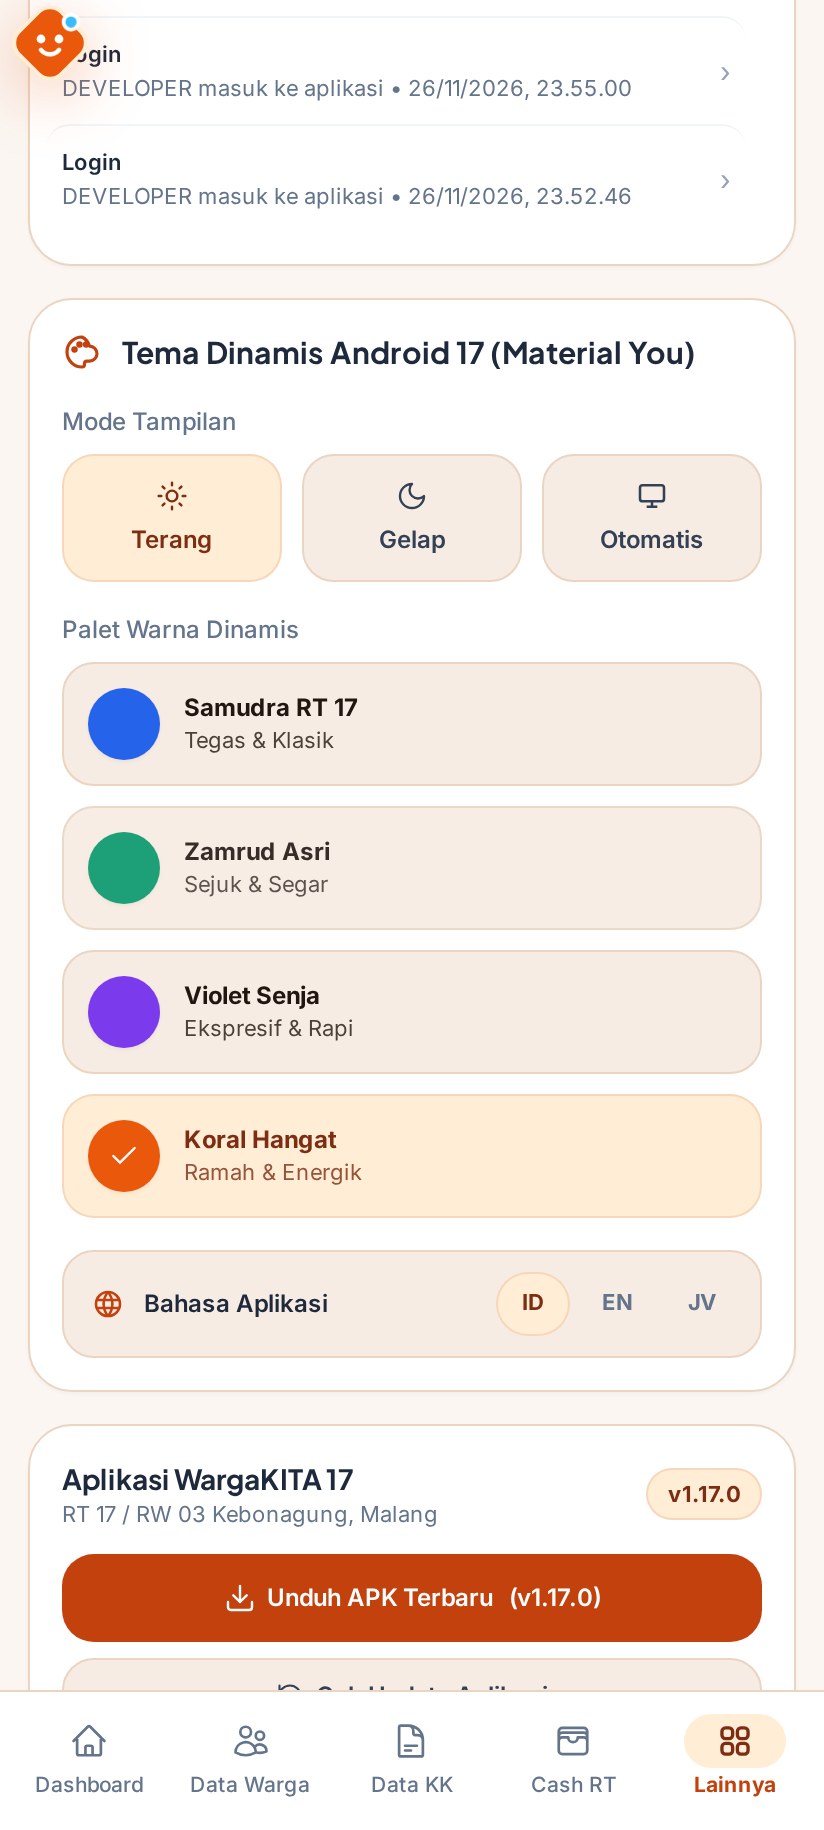 Login
DEVELOPER masuk ke aplikasi • 26/11/2026, 23.55.00
Login
DEVELOPER masuk ke aplikasi • 26/11/2026, 23.52.46
Tema Dinamis Android 17 (Material You)
Mode Tampilan
Terang
Gelap
Otomatis
Palet Warna Dinamis
Samudra RT 17
Tegas & Klasik
Zamrud Asri
Sejuk & Segar
Violet Senja
Ekspresif & Rapi
Koral Hangat
Ramah & Energik
Bahasa Aplikasi
ID
EN
JV
Aplikasi WargaKITA 17
RT 17 / RW 03 Kebonagung, Malang
v1.17.0
Unduh APK Terbaru (v1.17.0)
Dashboard
Data Warga
Data KK
Cash RT
Lainnya